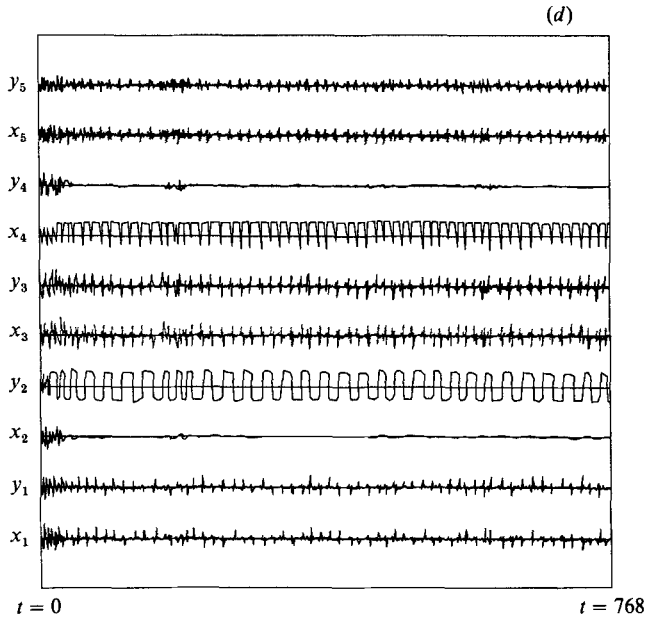 (d)
y₅
x₅
y₄
x₄
y₃
x₃
y₂
x₂
y₁
x₁
t = 0 t = 768